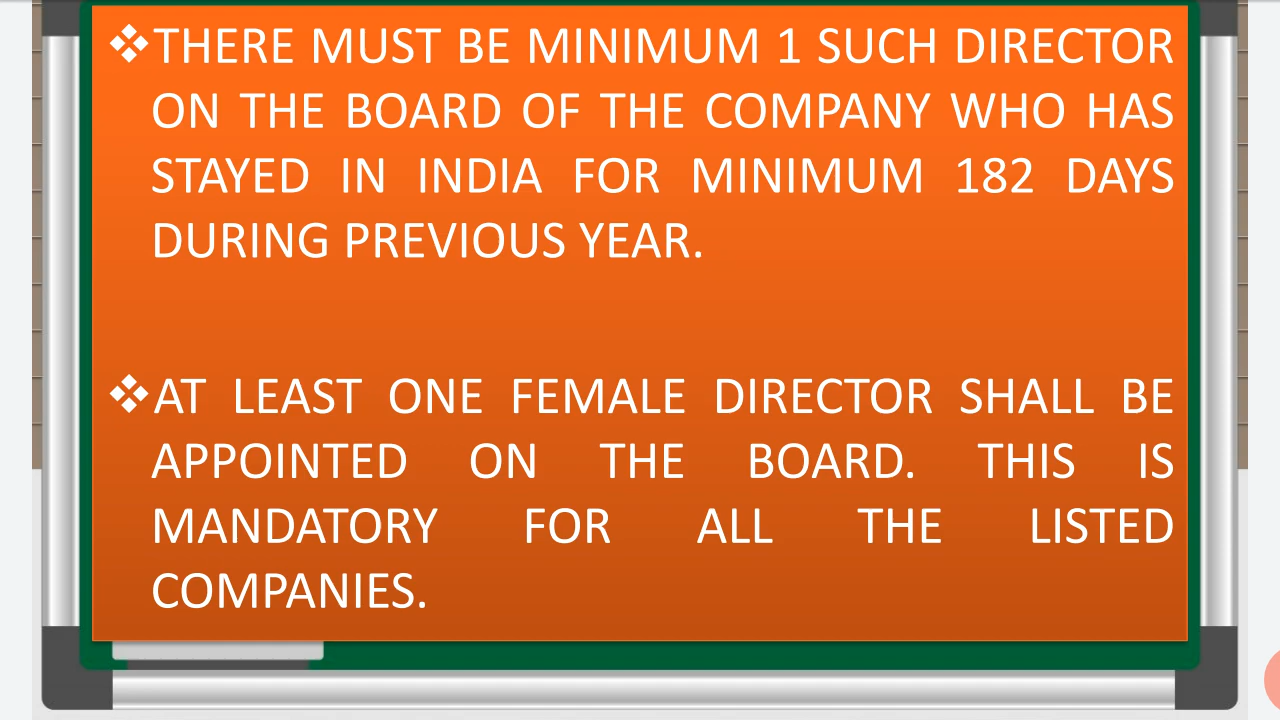 ❖THERE MUST BE MINIMUM 1 SUCH DIRECTOR
ON THE BOARD OF THE COMPANY WHO HAS
STAYED IN INDIA FOR MINIMUM 182 DAYS
DURING PREVIOUS YEAR.
❖AT LEAST ONE FEMALE DIRECTOR SHALL BE
APPOINTED ON THE BOARD. THIS IS
MANDATORY FOR ALL THE LISTED
COMPANIES.